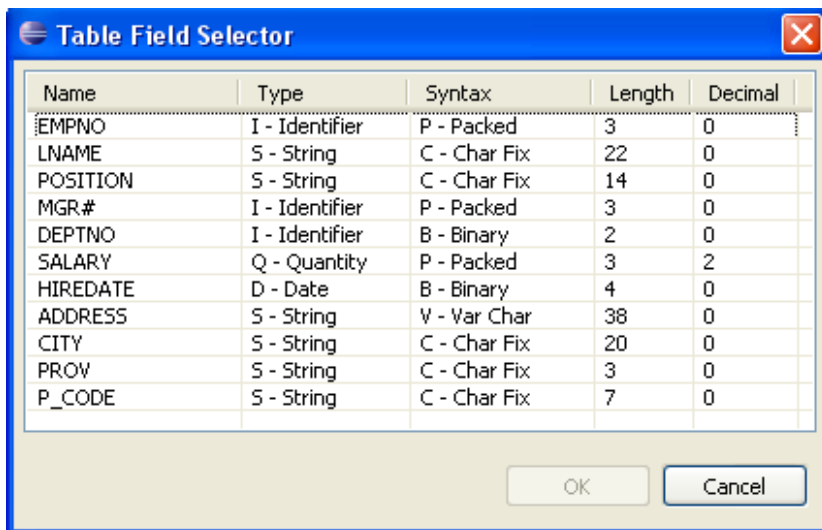 Table Field Selector
Name Type Syntax Length Decimal
EMPNO I - Identifier P - Packed 3 0
LNAME S - String C - Char Fix 22 0
POSITION S - String C - Char Fix 14 0
MGR# I - Identifier P - Packed 3 0
DEPTNO I - Identifier B - Binary 2 0
SALARY Q - Quantity P - Packed 3 2
HIREDATE D - Date B - Binary 4 0
ADDRESS S - String V - Var Char 38 0
CITY S - String C - Char Fix 20 0
PROV S - String C - Char Fix 3 0
P_CODE S - String C - Char Fix 7 0
OK Cancel